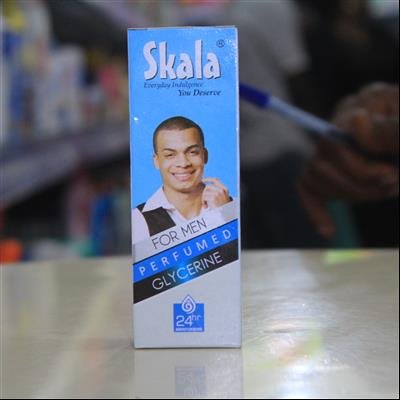 Skala®
Everyday Indulgence
You Deserve
FOR MEN
PERFUMED
GLYCERINE
24hr